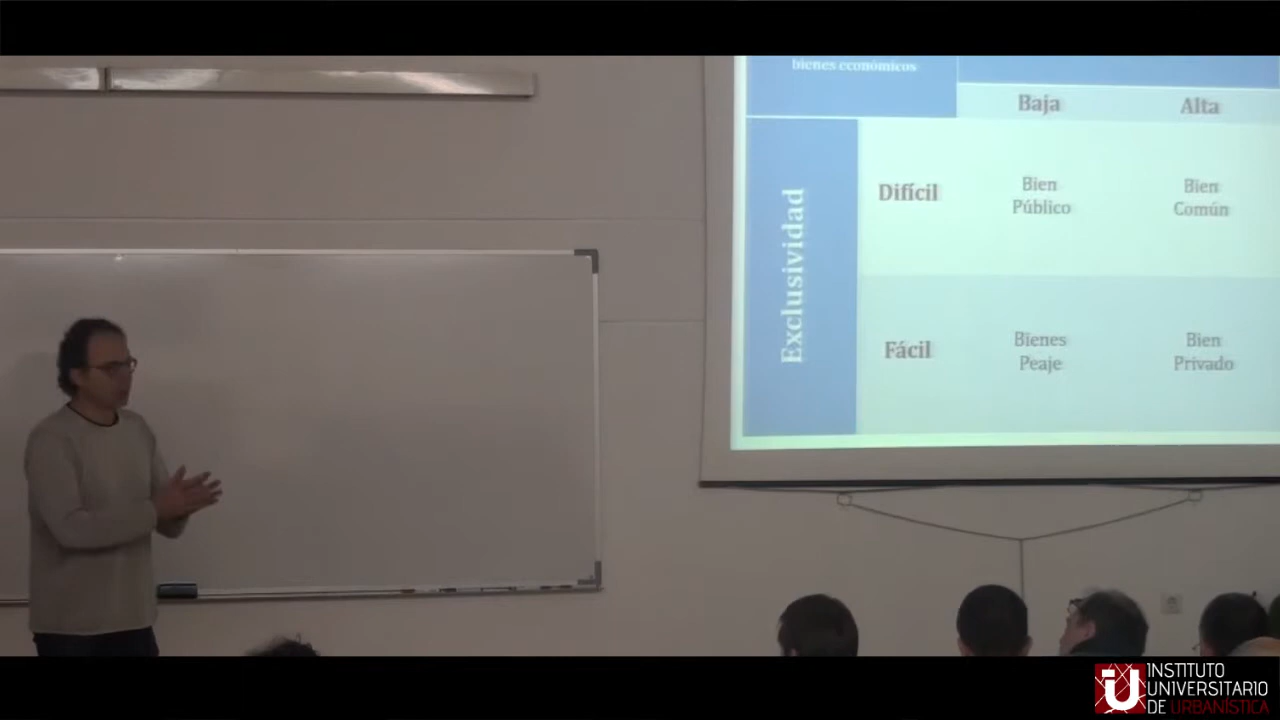 bienes económicos
Baja
Alta
Exclusividad
Difícil
Bien
Público
Bien
Común
Fácil
Bienes
Peaje
Bien
Privado
iU INSTITUTO
UNIVERSITARIO
DE URBANÍSTICA